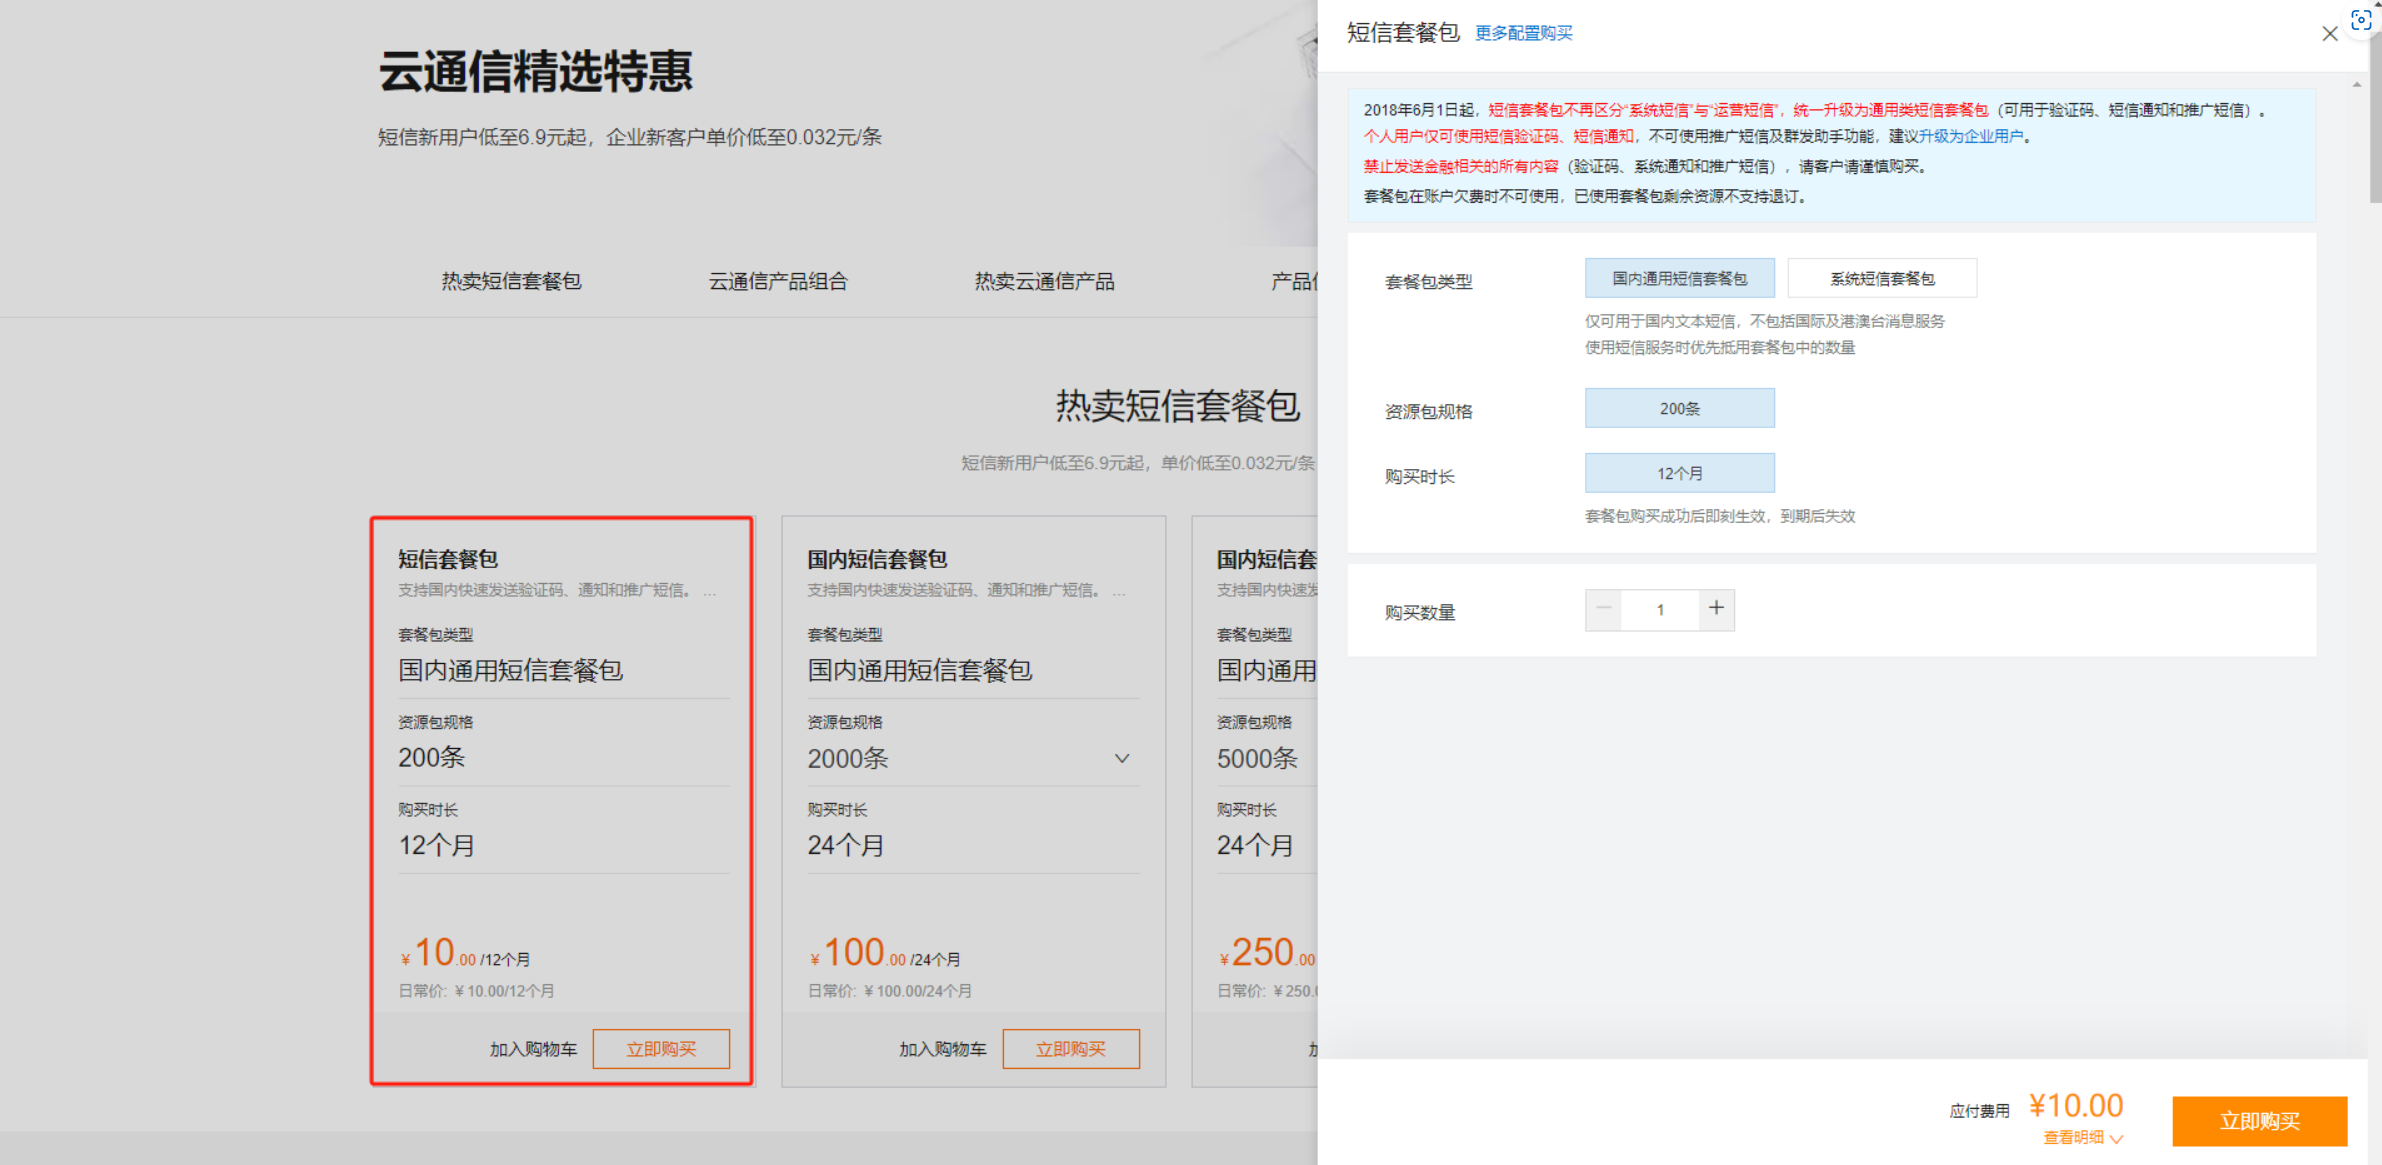 云通信精选特惠
短信新用户低至6.9元起，企业新客户单价低至0.032元/条
热卖短信套餐包
云通信产品组合
热卖云通信产品
热卖短信套餐包
短信新用户低至6.9元起，单价低至0.032元/条
短信套餐包
支持国内快速发送验证码、通知和推广短信。 ...
套餐包类型
国内通用短信套餐包
资源包规格
200条
购买时长
12个月
¥10.00 /12个月
日常价: ¥10.00/12个月
加入购物车 立即购买
国内短信套餐包
支持国内快速发送验证码、通知和推广短信。 ...
套餐包类型
国内通用短信套餐包
资源包规格
2000条
购买时长
24个月
¥100.00 /24个月
日常价: ¥100.00/24个月
加入购物车 立即购买
国内短信套
支持国内快速发
套餐包类型
国内通用
资源包规格
5000条
购买时长
24个月
¥250.00
日常价: ¥250.
短信套餐包 更多配置购买
2018年6月1日起，短信套餐包不再区分“系统短信”与“运营短信”，统一升级为通用类短信套餐包（可用于验证码、短信通知和推广短信）。
个人用户仅可使用短信验证码、短信通知，不可使用推广短信及群发助手功能，建议升级为企业用户。
禁止发送金融相关的所有内容（验证码、系统通知和推广短信），请客户请谨慎购买。
套餐包在账户欠费时不可使用，已使用套餐包剩余资源不支持退订。
套餐包类型 国内通用短信套餐包 系统短信套餐包
仅可用于国内文本短信，不包括国际及港澳台消息服务
使用短信服务时优先抵用套餐包中的数量
资源包规格 200条
购买时长 12个月
套餐包购买成功后即刻生效，到期后失效
购买数量 1
应付费用 ¥10.00
查看明细
立即购买